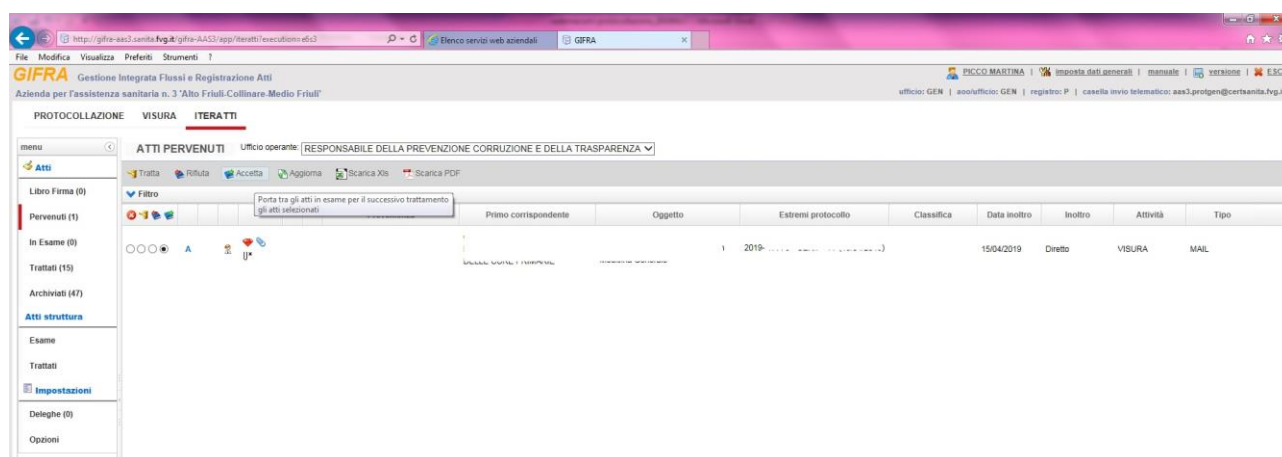 http://gifra-aas3.sanita.fvg.it/gifra-AAS3/app/iteratti?execution=e6s3
Elenco servizi web aziendali
GIFRA
File Modifica Visualizza Preferiti Strumenti ?
GIFRA Gestione Integrata Flussi e Registrazione Atti
PICCO MARTINA | imposta dati generali | manuale | versione | ESC
Azienda per l'assistenza sanitaria n. 3 'Alto Friuli-Collinare-Medio Friuli'
ufficio: GEN | aoo/ufficio: GEN | registro: P | casella invio telematico: aas3.protgen@certsanita.fvg.i
PROTOCOLLAZIONE VISURA ITERATTI
menu
ATTI PERVENUTI Ufficio operante: RESPONSABILE DELLA PREVENZIONE CORRUZIONE E DELLA TRASPARENZA
Atti
Tratta Rifiuta Accetta Aggiorna Scarica Xls Scarica PDF
Libro Firma (0)
Filtro
Porta tra gli atti in esame per il successivo trattamento
gli atti selezionati
Pervenuti (1)
Primo corrispondente Oggetto Estremi protocollo Classifica Data inoltro Inoltro Attività Tipo
In Esame (0)
A 2019- 15/04/2019 Diretto VISURA MAIL
Trattati (15)
Archiviati (47)
Atti struttura
Esame
Trattati
Impostazioni
Deleghe (0)
Opzioni